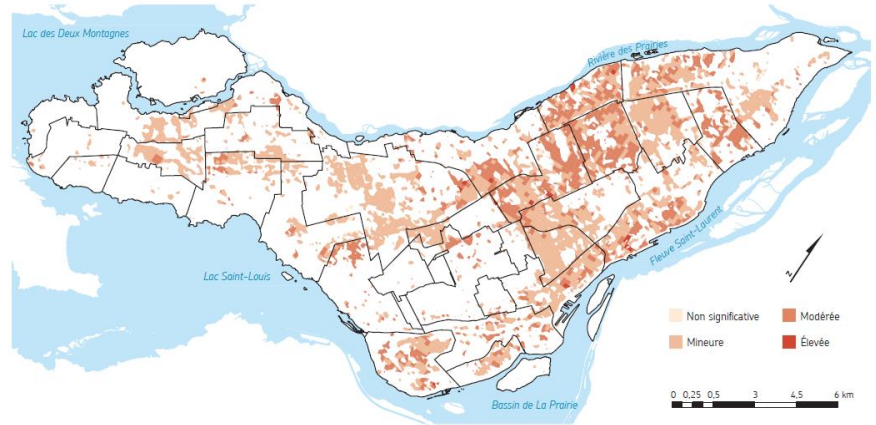 Lac des Deux Montagnes
Rivière des Prairies
Fleuve Saint-Laurent
Lac Saint-Louis
N
Non significative
Mineure
Modérée
Élevée
0 0,25 0,5 3 4,5 6 km
Bassin de La Prairie